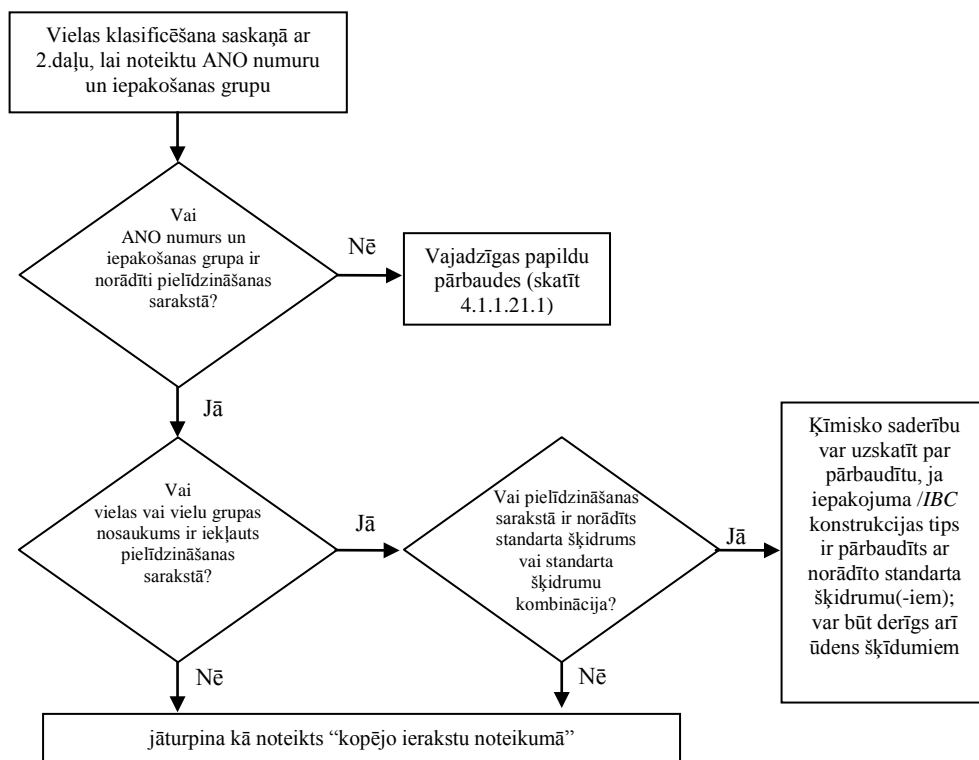 Vielas klasificēšana saskaņā ar
2.daļu, lai noteiktu ANO numuru
un iepakošanas grupu
Vai
ANO numurs un
iepakošanas grupa ir
norādīti pielīdzināšanas
sarakstā?
Nē
Vajadzīgas papildu
pārbaudes (skatīt
4.1.1.21.1)
Jā
Vai
vielas vai vielu grupas
nosaukums ir iekļauts
pielīdzināšanas
sarakstā?
Jā
Vai pielīdzināšanas
sarakstā ir norādīts
standarta šķidrums
vai standarta
šķidrumu
kombinācija?
Jā
Ķīmisko saderību
var uzskatīt par
pārbaudītu, ja
iepakojuma /IBC
konstrukcijas tips
ir pārbaudīts ar
norādīto standarta
šķidrumu(-iem);
var būt derīgs arī
ūdens šķīdumiem
Nē
Nē
jāturpina kā noteikts “kopējo ierakstu noteikumā”